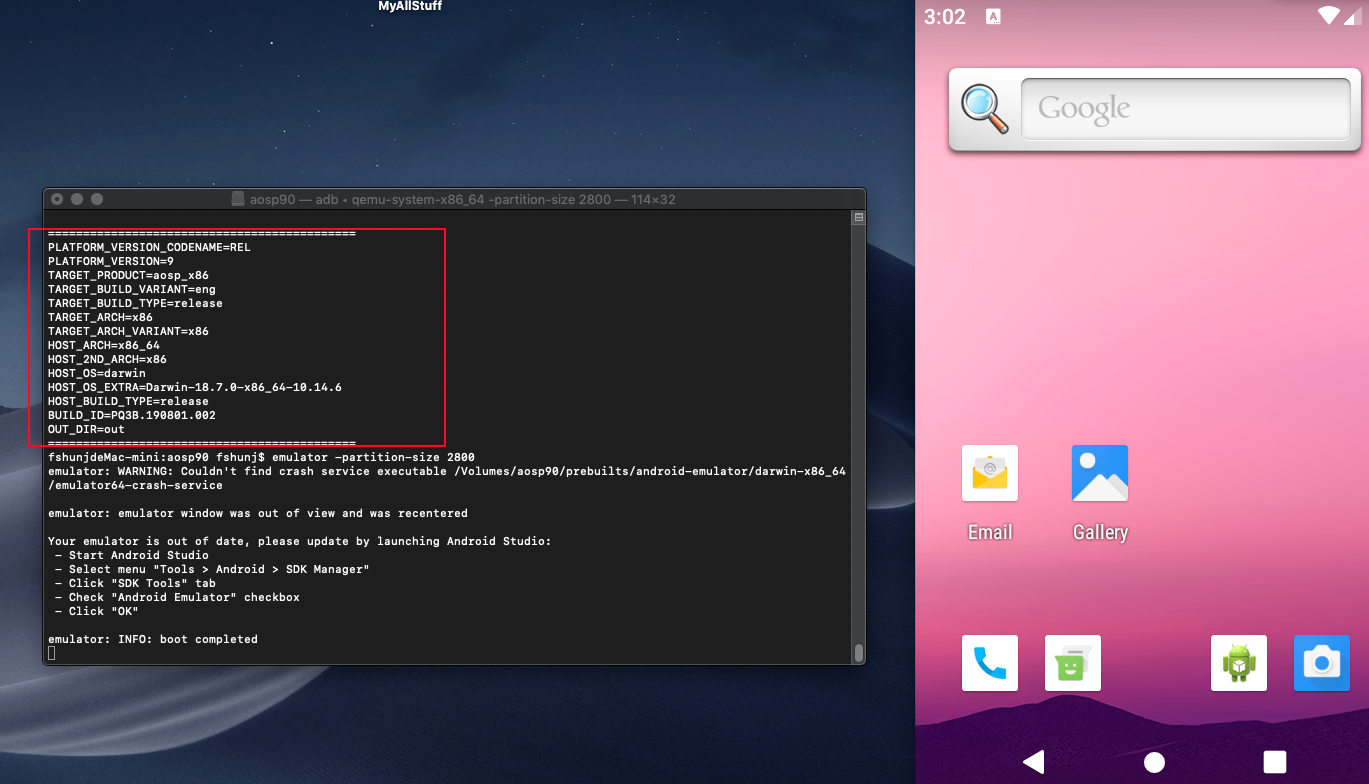 MyAllStuff
3:02
A
Google
aosp90 — adb ◂ qemu-system-x86_64 -partition-size 2800 — 114×32
============================================
PLATFORM_VERSION_CODENAME=REL
PLATFORM_VERSION=9
TARGET_PRODUCT=aosp_x86
TARGET_BUILD_VARIANT=eng
TARGET_BUILD_TYPE=release
TARGET_ARCH=x86
TARGET_ARCH_VARIANT=x86
HOST_ARCH=x86_64
HOST_2ND_ARCH=x86
HOST_OS=darwin
HOST_OS_EXTRA=Darwin-18.7.0-x86_64-10.14.6
HOST_BUILD_TYPE=release
BUILD_ID=PQ3B.190801.002
OUT_DIR=out
============================================
fshunjdeMac-mini:aosp90 fshunj$ emulator -partition-size 2800
emulator: WARNING: Couldn't find crash service executable /Volumes/aosp90/prebuilts/android-emulator/darwin-x86_64
/emulator64-crash-service
emulator: emulator window was out of view and was recentered
Your emulator is out of date, please update by launching Android Studio:
- Start Android Studio
- Select menu "Tools > Android > SDK Manager"
- Click "SDK Tools" tab
- Check "Android Emulator" checkbox
- Click "OK"
emulator: INFO: boot completed
Email
Gallery